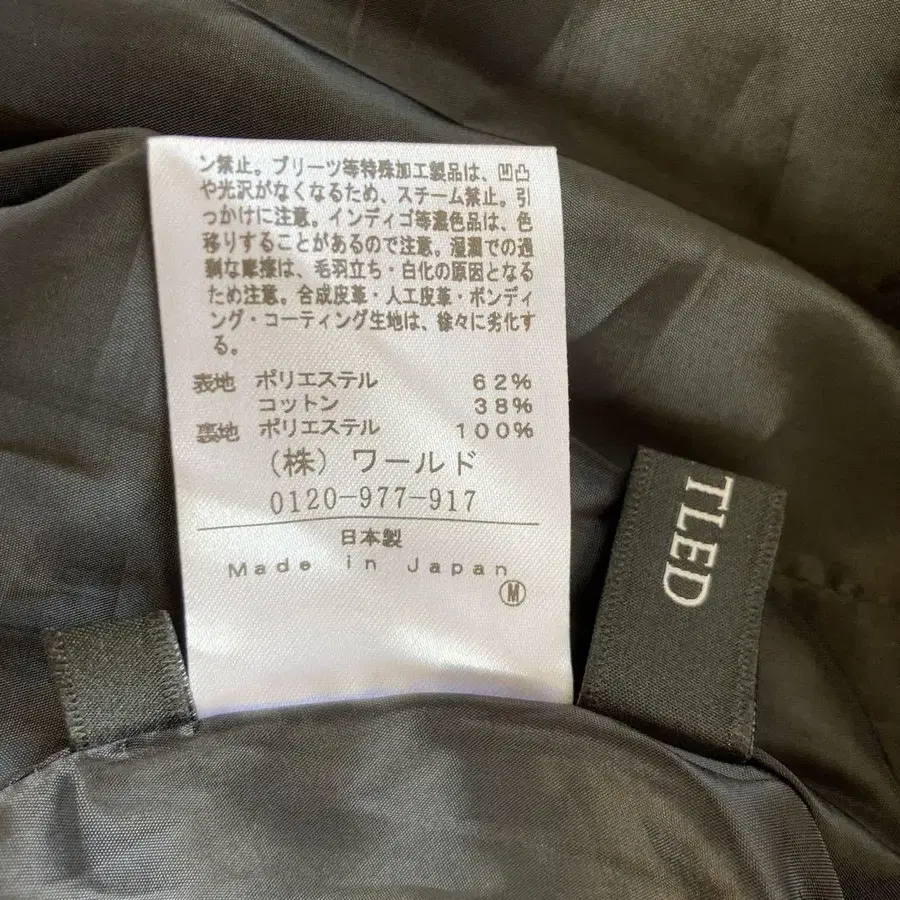 ン禁止。プリーツ等特殊加工製品は、凹凸
や光沢がなくなるため、スチーム禁止。引
っかけに注意。インディゴ等濃色品は、色
移りすることがあるので注意。湿潤での過
剰な摩擦は、毛羽立ち・白化の原因となる
ため注意。合成皮革・人工皮革・ボンディ
ング・コーティング生地は、徐々に劣化す
る。
表地 ポリエステル 62%
コットン 38%
裏地 ポリエステル 100%
(株) ワールド
0120-977-917
日本製
Made in Japan
M
TLED